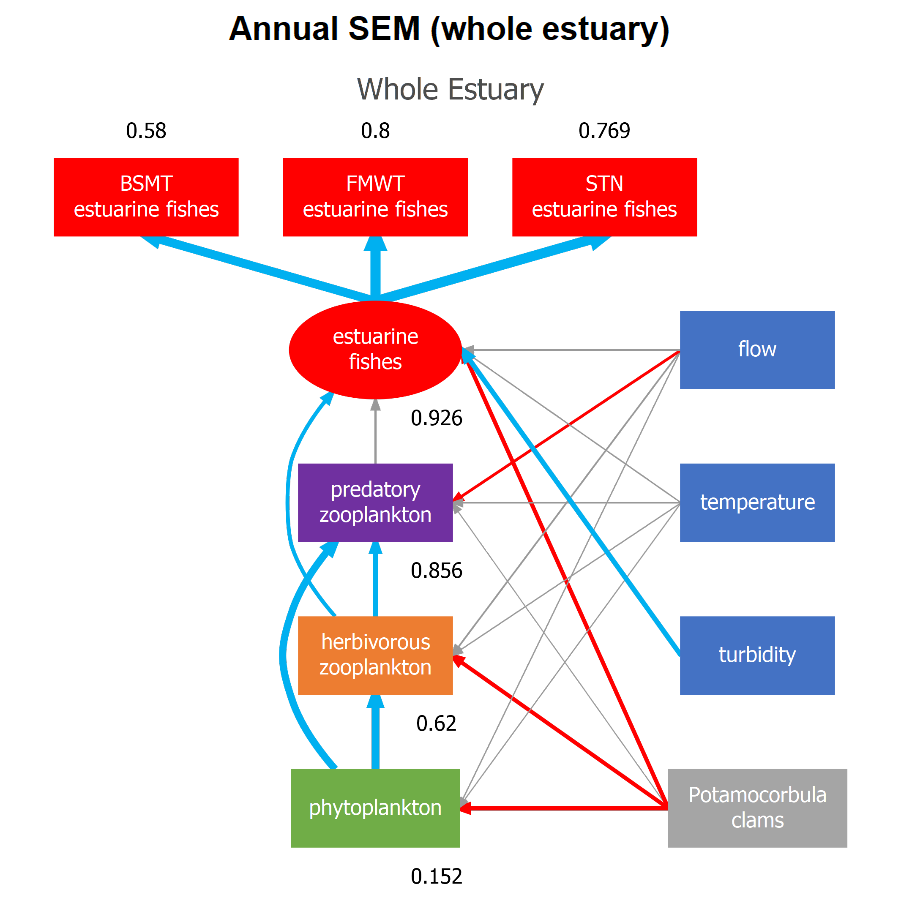 Annual SEM (whole estuary)
Whole Estuary
0.58
0.8
0.769
BSMT
estuarine fishes
FMWT
estuarine fishes
STN
estuarine fishes
estuarine
fishes
flow
0.926
predatory
zooplankton
temperature
0.856
herbivorous
zooplankton
turbidity
0.62
phytoplankton
Potamocorbula
clams
0.152